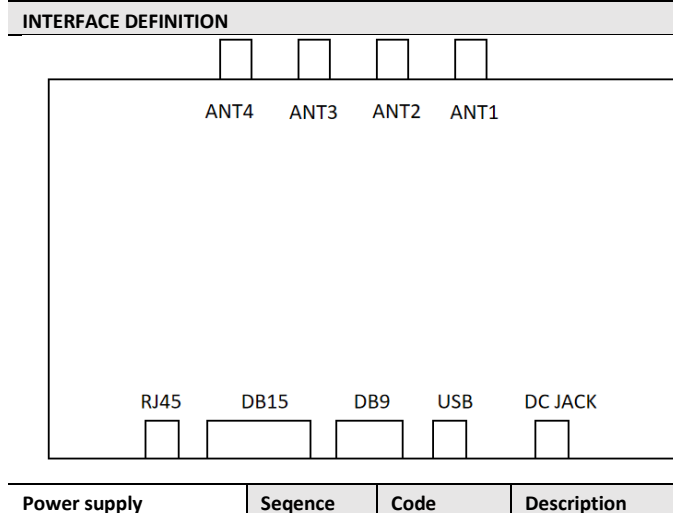 INTERFACE DEFINITION
ANT4 ANT3 ANT2 ANT1
RJ45 DB15 DB9 USB DC JACK
Power supply Seqence Code Description